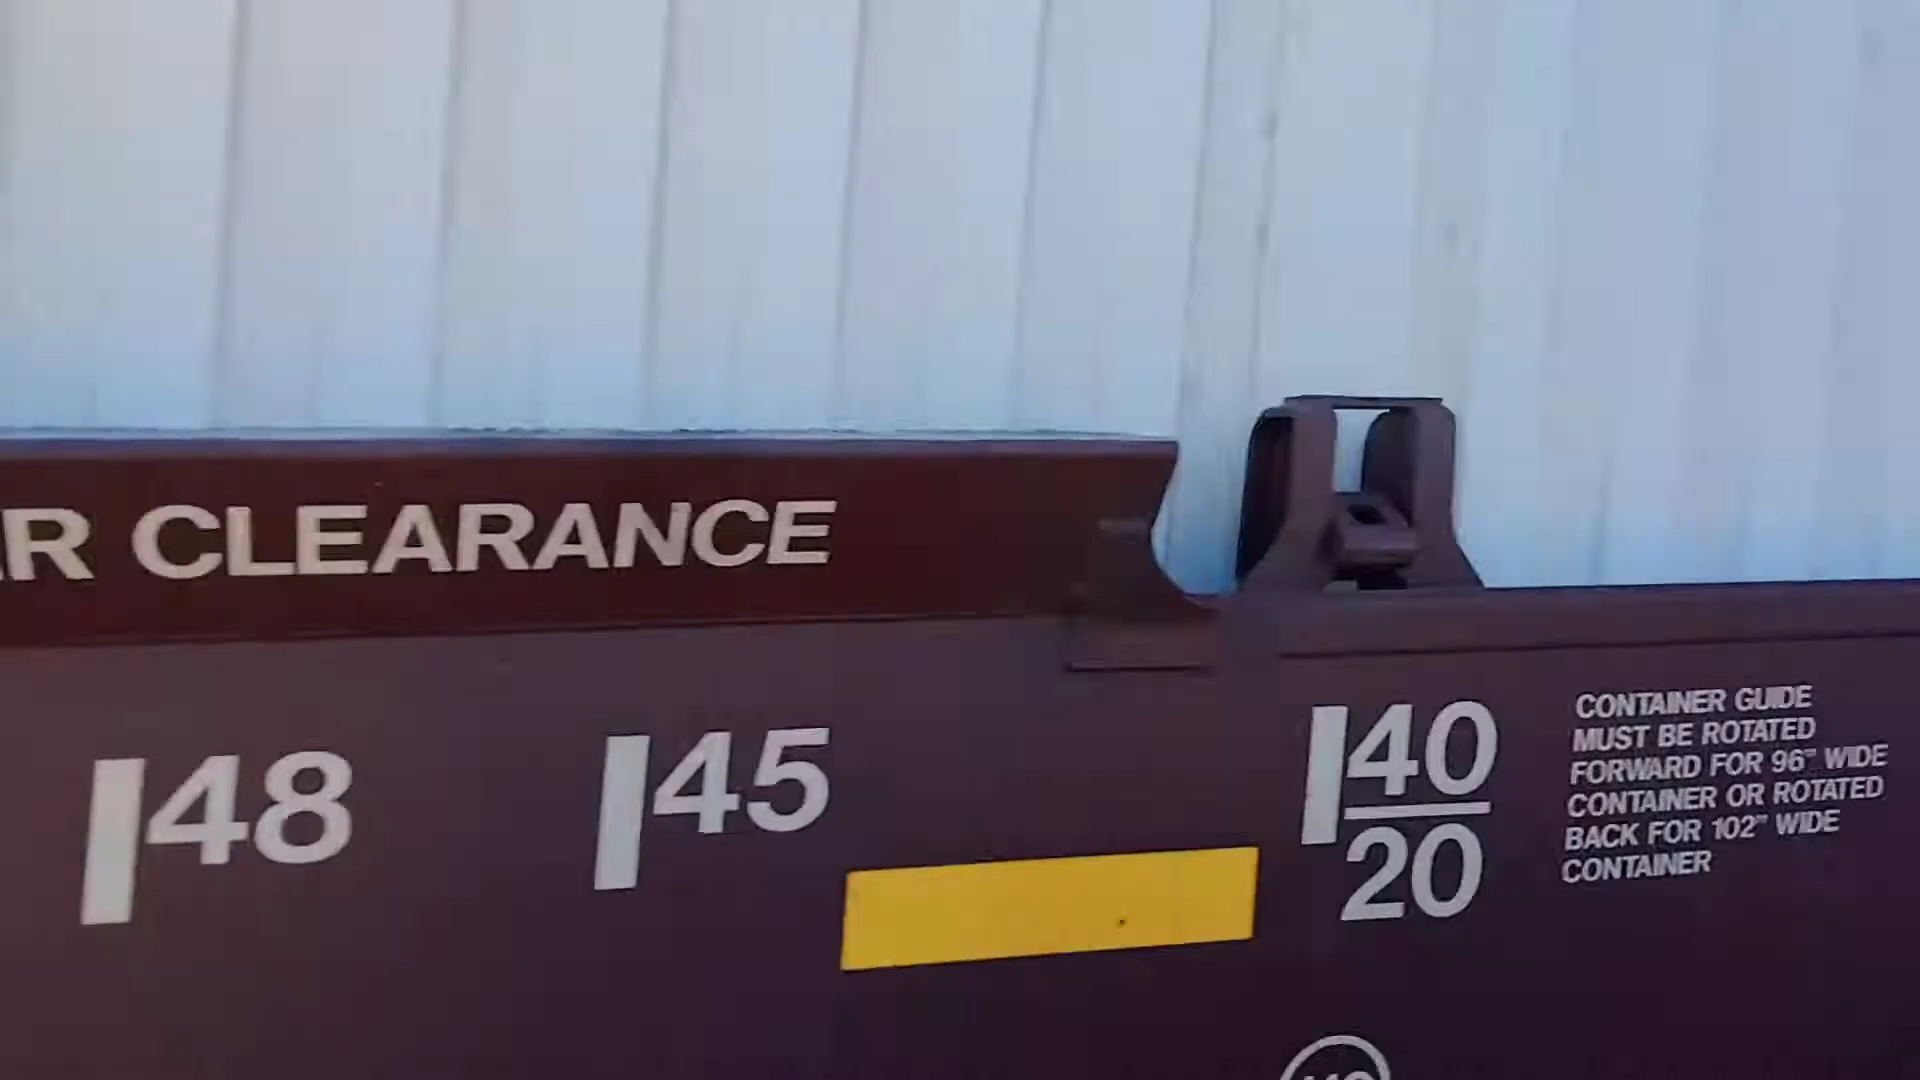 CLEARANCE
48
45
40
20
CONTAINER GUIDE
MUST BE ROTATED
FORWARD FOR 96" WIDE
CONTAINER OR ROTATED
BACK FOR 102" WIDE
CONTAINER